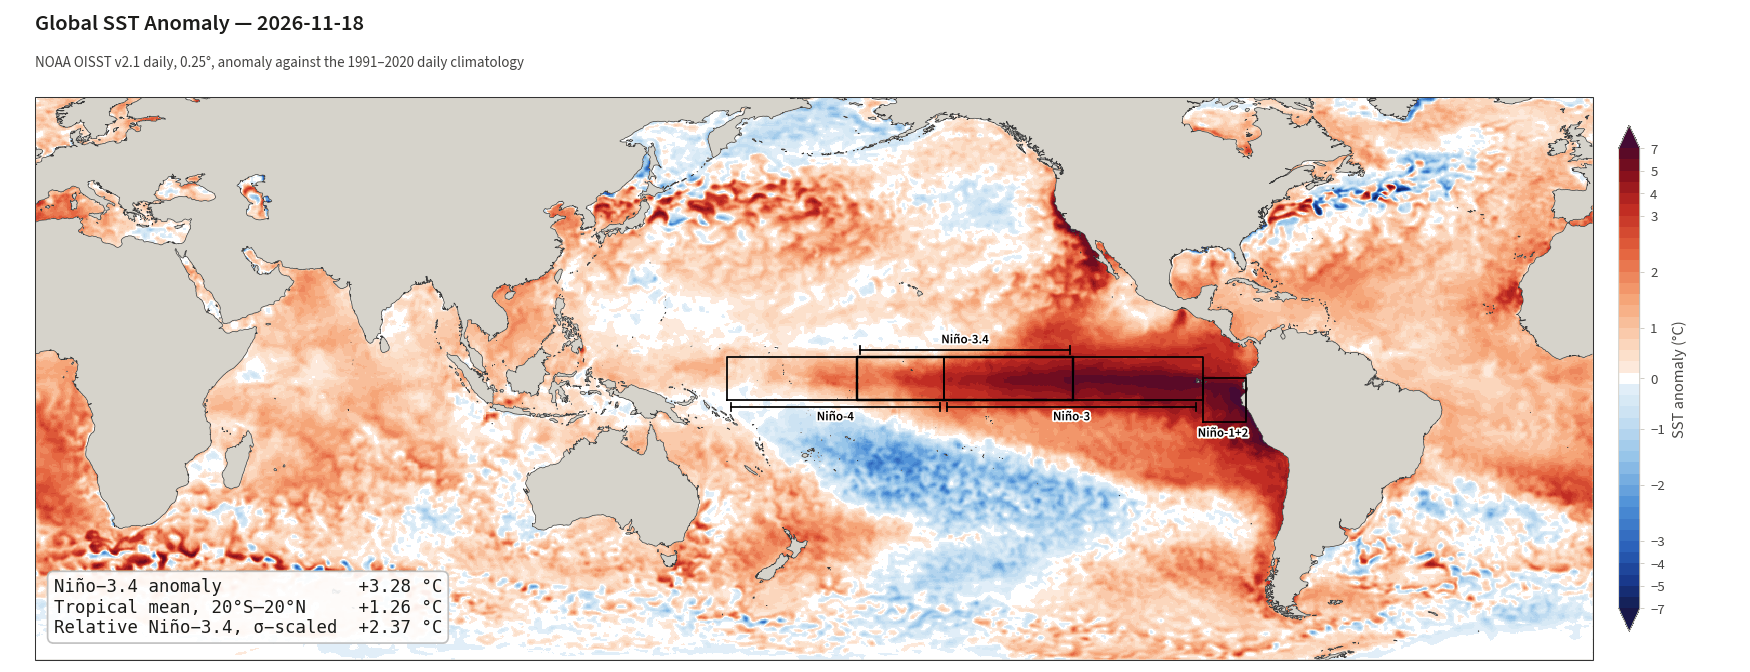 Global SST Anomaly — 2026-11-18
NOAA OISST v2.1 daily, 0.25°, anomaly against the 1991–2020 daily climatology
Niño-3.4
Niño-4
Niño-3
Niño-1+2
Niño−3.4 anomaly +3.28 °C
Tropical mean, 20°S–20°N +1.26 °C
Relative Niño−3.4, σ−scaled +2.37 °C
7
5
4
3
2
1
0
−1
−2
−3
−4
−5
−7
SST anomaly (°C)